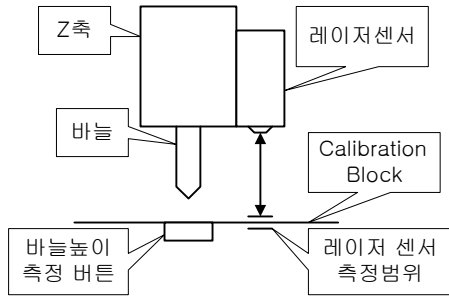 Z축
레이저센서
바늘
Calibration
Block
바늘높이
측정 버튼
레이저 센서
측정범위